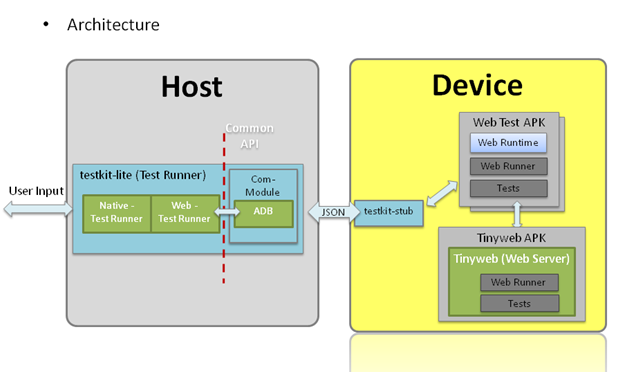 • Architecture
Host
Device
Common
API
Web Test APK
Web Runtime
Web Runner
Tests
testkit-lite (Test Runner)
Com-
Module
User Input
Native -
Test Runner
Web -
Test Runner
ADB
JSON
testkit-stub
Tinyweb APK
Tinyweb (Web Server)
Web Runner
Tests